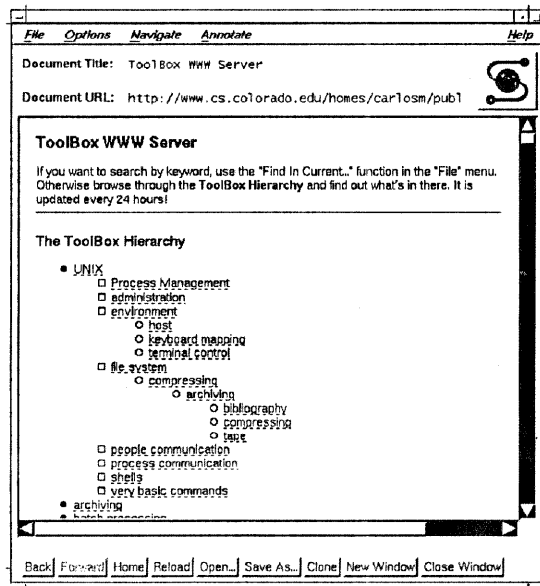 File Options Navigate Annotate Help
Document Title: ToolBox WWW Server
Document URL: http://www.cs.colorado.edu/homes/carlosm/publ
ToolBox WWW Server
If you want to search by keyword, use the "Find In Current..." function in the "File" menu.
Otherwise browse through the ToolBox Hierarchy and find out what's in there. It is
updated every 24 hours!
The ToolBox Hierarchy
UNIX
Process Management
administration
environment
host
keyboard mapping
terminal control
file system
compressing
archiving
bibliography
compressing
tape
people communication
process communication
shells
very basic commands
archiving
batch processing
Back Forward Home Reload Open... Save As... Clone New Window Close Window